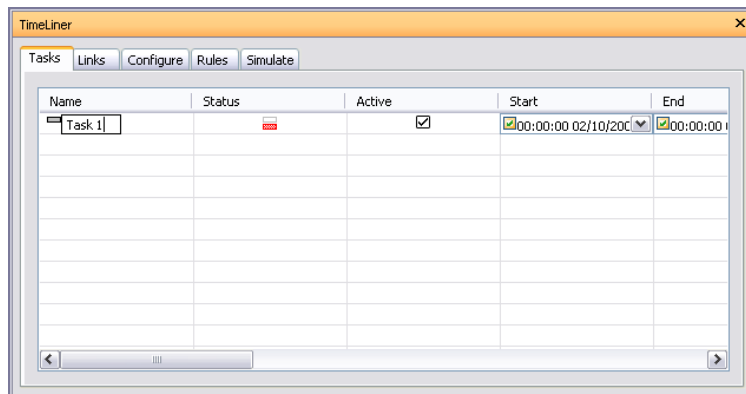 TimeLiner
Tasks Links Configure Rules Simulate
Name Status Active Start End
Task 1 00:00:00 02/10/200 00:00:00